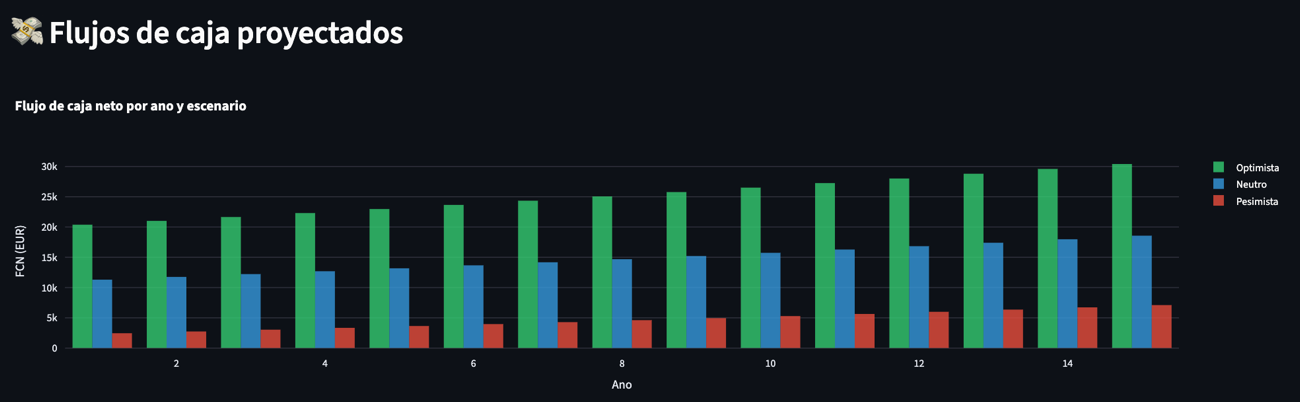 💸 Flujos de caja proyectados
Flujo de caja neto por ano y escenario
30k
25k
20k
15k
10k
5k
0
FCN (EUR)
2 4 6 8 10 12 14
Ano
Optimista
Neutro
Pesimista